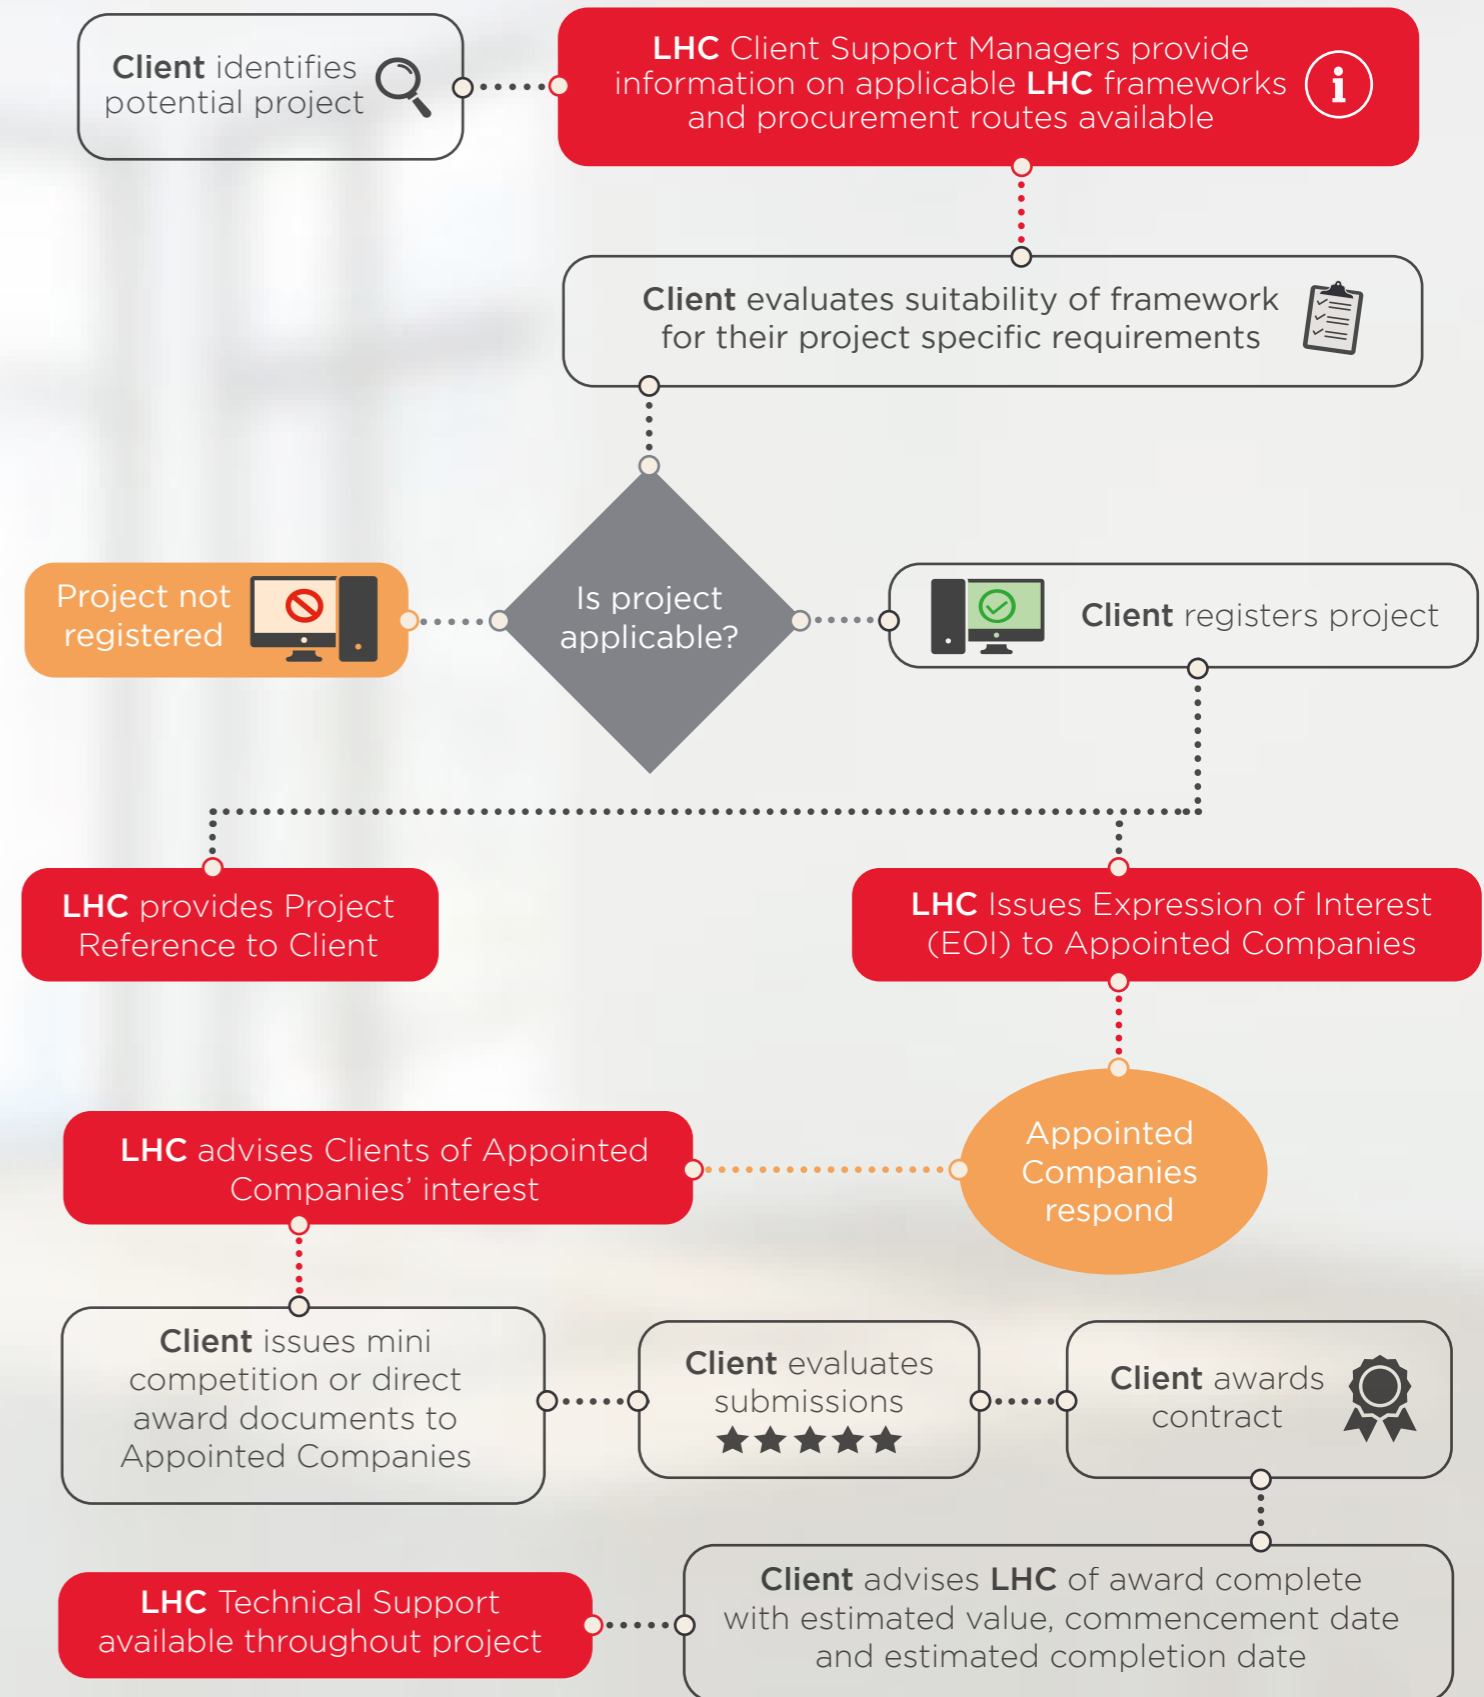 Client identifies
potential project
LHC Client Support Managers provide
information on applicable LHC frameworks
and procurement routes available
i
Client evaluates suitability of framework
for their project specific requirements
Is project
applicable?
Project not
registered
Client registers project
LHC provides Project
Reference to Client
LHC Issues Expression of Interest
(EOI) to Appointed Companies
Appointed
Companies
respond
LHC advises Clients of Appointed
Companies’ interest
Client issues mini
competition or direct
award documents to
Appointed Companies
Client evaluates
submissions
Client awards
contract
Client advises LHC of award complete
with estimated value, commencement date
and estimated completion date
LHC Technical Support
available throughout project